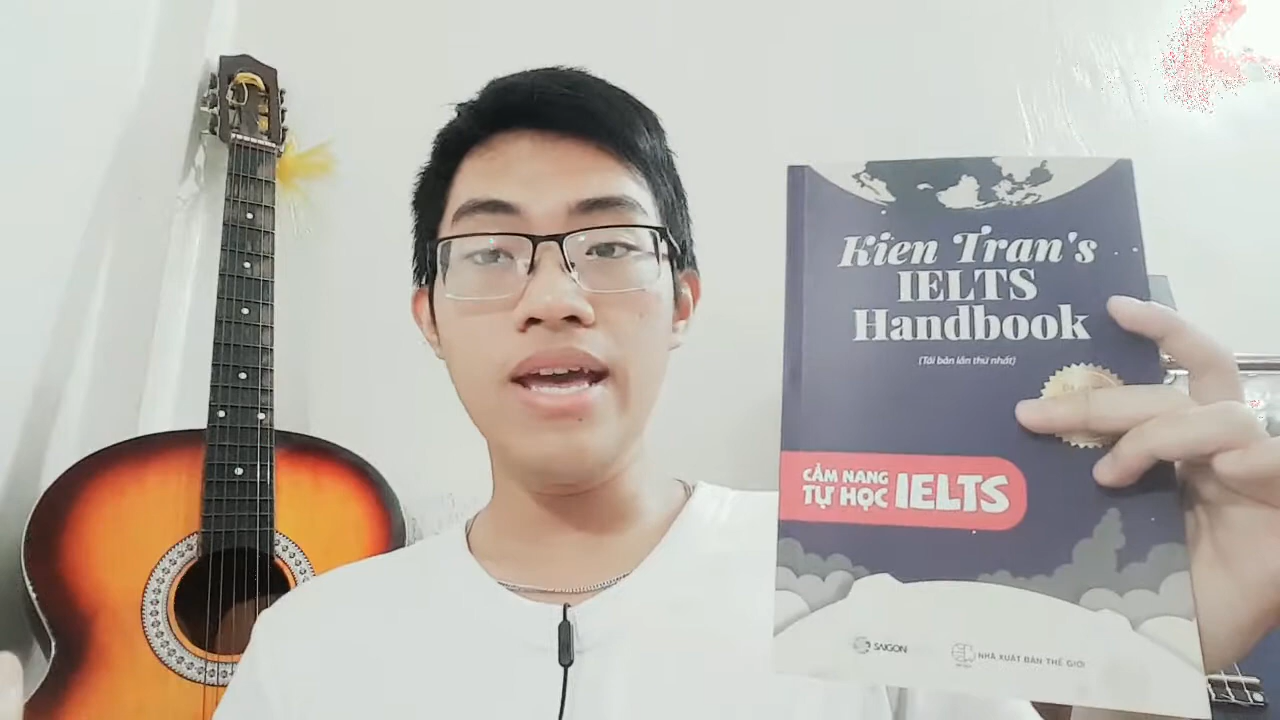 Kien Tran's
IELTS
Handbook
(Tái bản lần thứ nhất)
CẨM NANG
TỰ HỌC IELTS
SAIGON
NHÀ XUẤT BẢN THẾ GIỚI